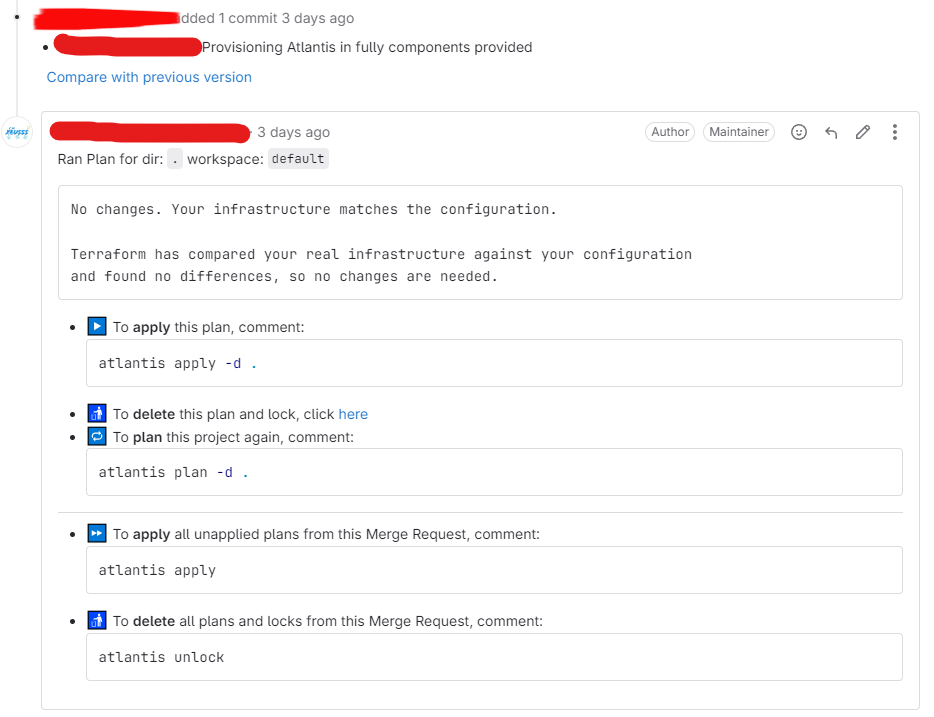 dded 1 commit 3 days ago
Provisioning Atlantis in fully components provided
Compare with previous version
3 days ago
Author
Maintainer
Ran Plan for dir: . workspace: default
No changes. Your infrastructure matches the configuration.
Terraform has compared your real infrastructure against your configuration
and found no differences, so no changes are needed.
To apply this plan, comment:
atlantis apply -d .
To delete this plan and lock, click here
To plan this project again, comment:
atlantis plan -d .
To apply all unapplied plans from this Merge Request, comment:
atlantis apply
To delete all plans and locks from this Merge Request, comment:
atlantis unlock